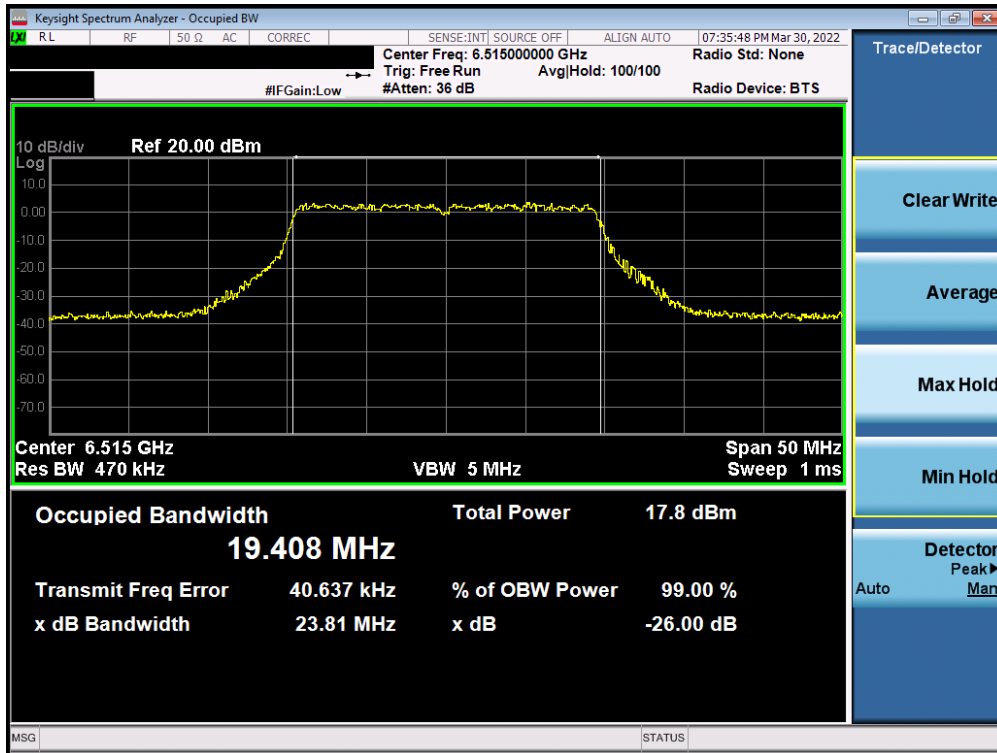 Keysight Spectrum Analyzer - Occupied BW
LXI RL RF 50 Ω AC CORREC SENSE:INT SOURCE OFF ALIGN AUTO 07:35:48 PM Mar 30, 2022
Center Freq: 6.515000000 GHz Radio Std: None
Trig: Free Run Avg|Hold: 100/100
#IFGain:Low #Atten: 36 dB Radio Device: BTS
Trace/Detector
10 dB/div Ref 20.00 dBm
Log
10.0
0.00
-10.0
-20.0
-30.0
-40.0
-50.0
-60.0
-70.0
Center 6.515 GHz Span 50 MHz
Res BW 470 kHz VBW 5 MHz Sweep 1 ms
Occupied Bandwidth Total Power 17.8 dBm
19.408 MHz
Transmit Freq Error 40.637 kHz % of OBW Power 99.00 %
x dB Bandwidth 23.81 MHz x dB -26.00 dB
Clear Write
Average
Max Hold
Min Hold
Detector
Peak▶
Auto Man
MSG STATUS